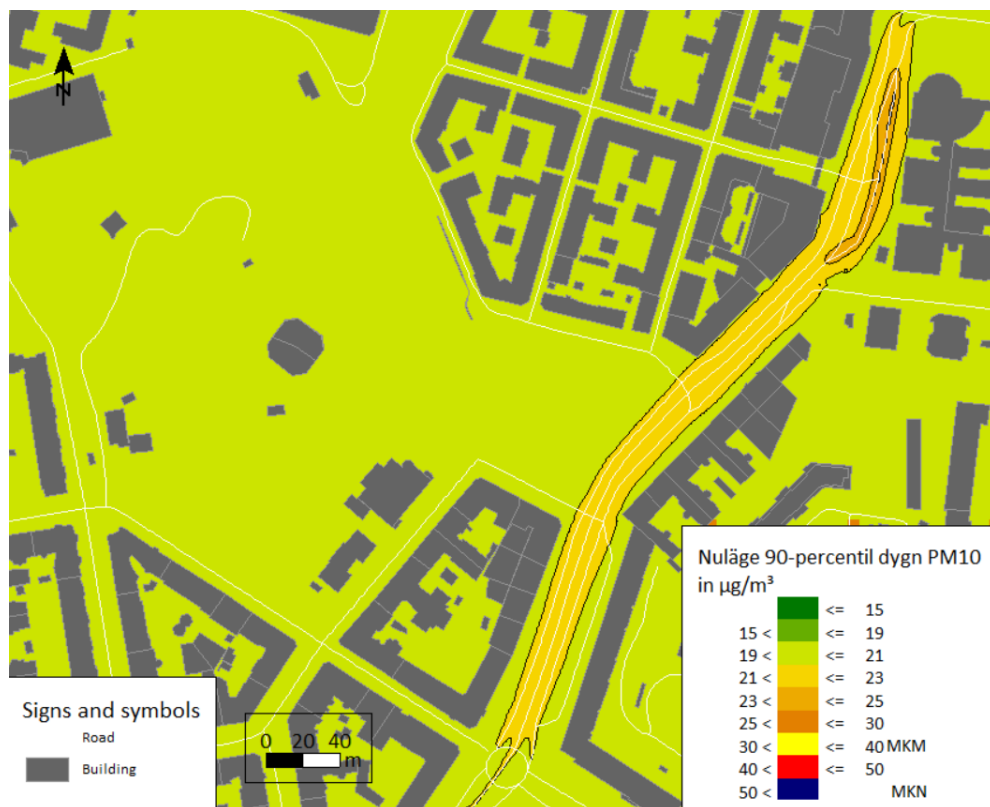 N
Nuläge 90-percentil dygn PM10
in µg/m³
<= 15
15 < <= 19
19 < <= 21
21 < <= 23
23 < <= 25
25 < <= 30
30 < <= 40 MKM
40 < <= 50
50 < MKN
Signs and symbols
Road
Building
0 20 40
m